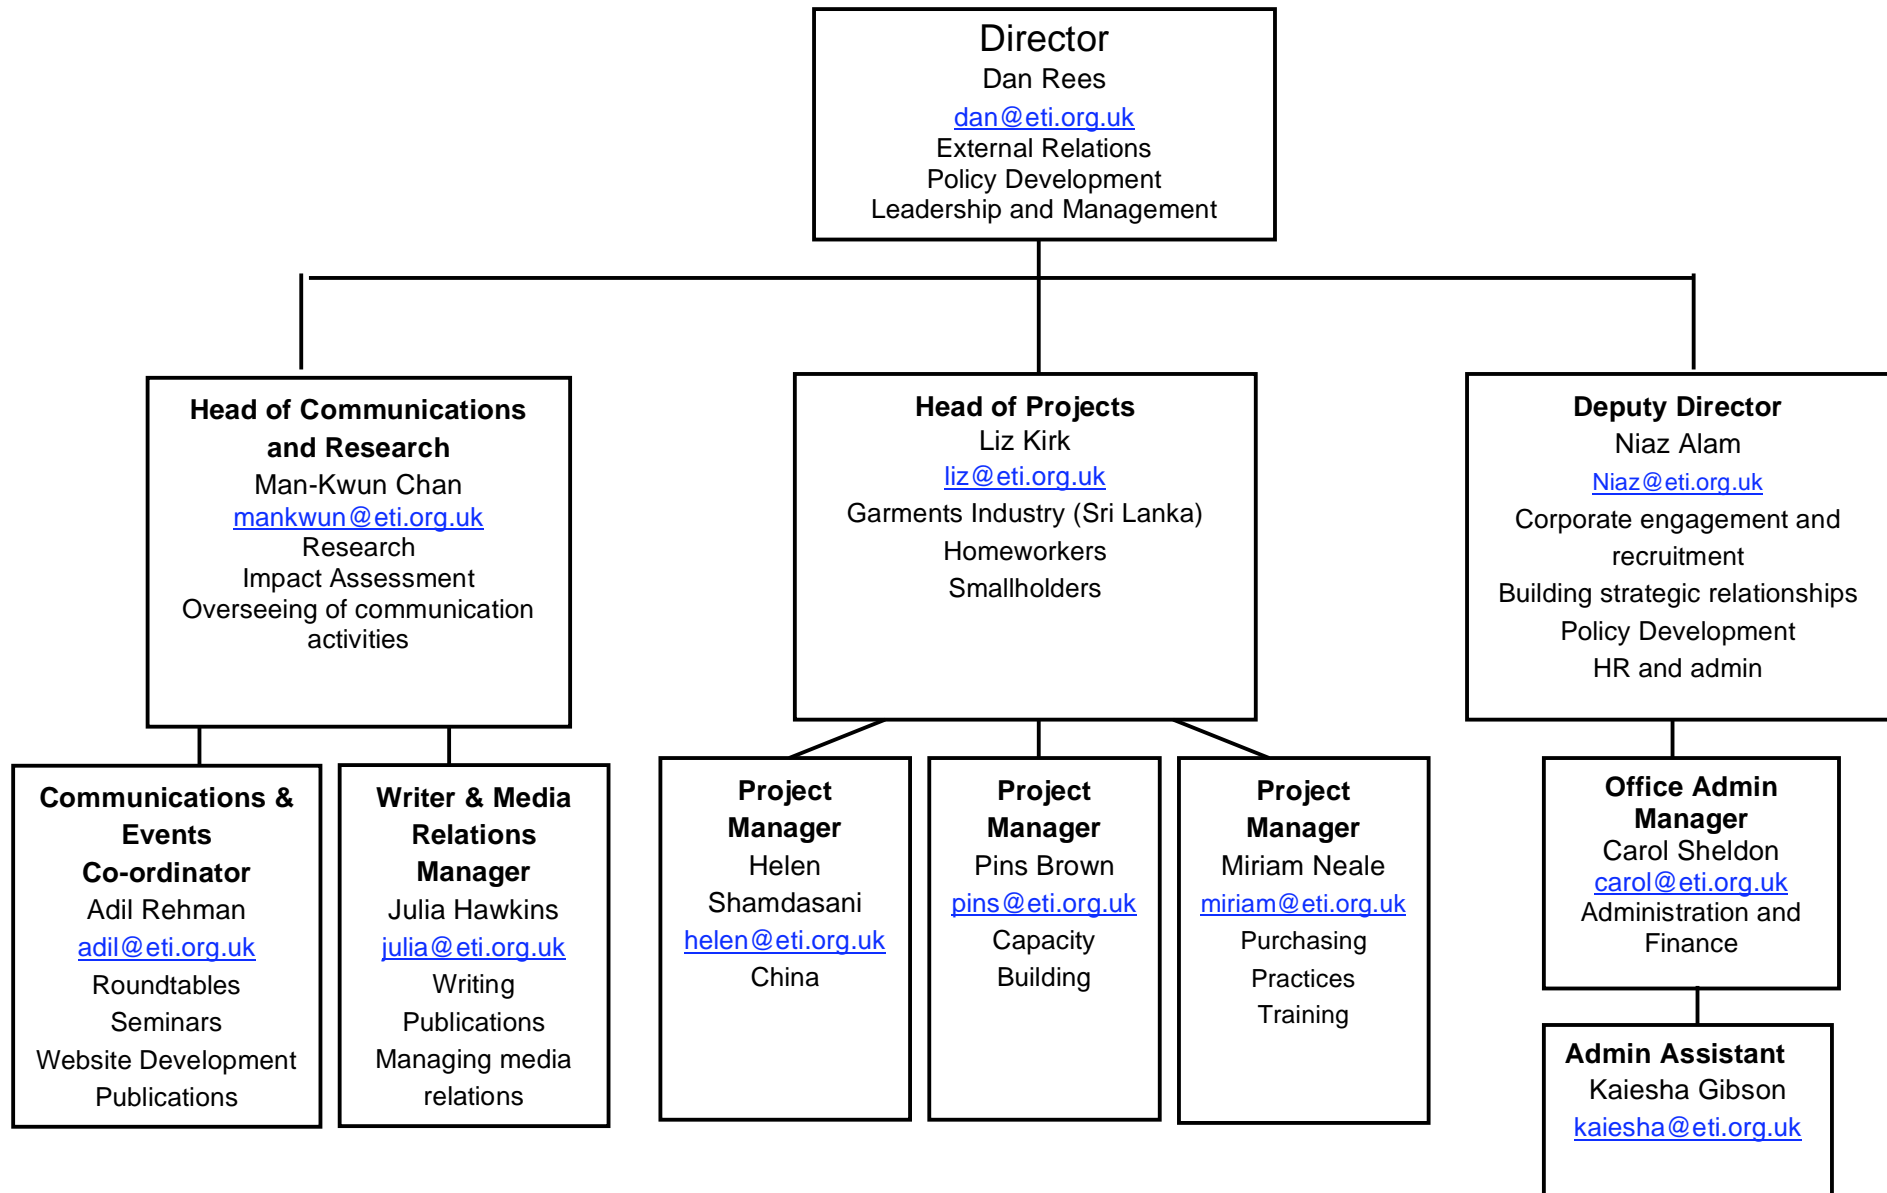 Director
Dan Rees
dan@eti.org.uk
External Relations
Policy Development
Leadership and Management
Head of Communications
and Research
Man-Kwun Chan
mankwun@eti.org.uk
Research
Impact Assessment
Overseeing of communication
activities
Head of Projects
Liz Kirk
liz@eti.org.uk
Garments Industry (Sri Lanka)
Homeworkers
Smallholders
Deputy Director
Niaz Alam
Niaz@eti.org.uk
Corporate engagement and
recruitment
Building strategic relationships
Policy Development
HR and admin
Communications &
Events
Co-ordinator
Adil Rehman
adil@eti.org.uk
Roundtables
Seminars
Website Development
Publications
Writer & Media
Relations
Manager
Julia Hawkins
julia@eti.org.uk
Writing
Publications
Managing media
relations
Project
Manager
Helen
Shamdasani
helen@eti.org.uk
China
Project
Manager
Pins Brown
pins@eti.org.uk
Capacity
Building
Project
Manager
Miriam Neale
miriam@eti.org.uk
Purchasing
Practices
Training
Office Admin
Manager
Carol Sheldon
carol@eti.org.uk
Administration and
Finance
Admin Assistant
Kaiesha Gibson
kaiesha@eti.org.uk